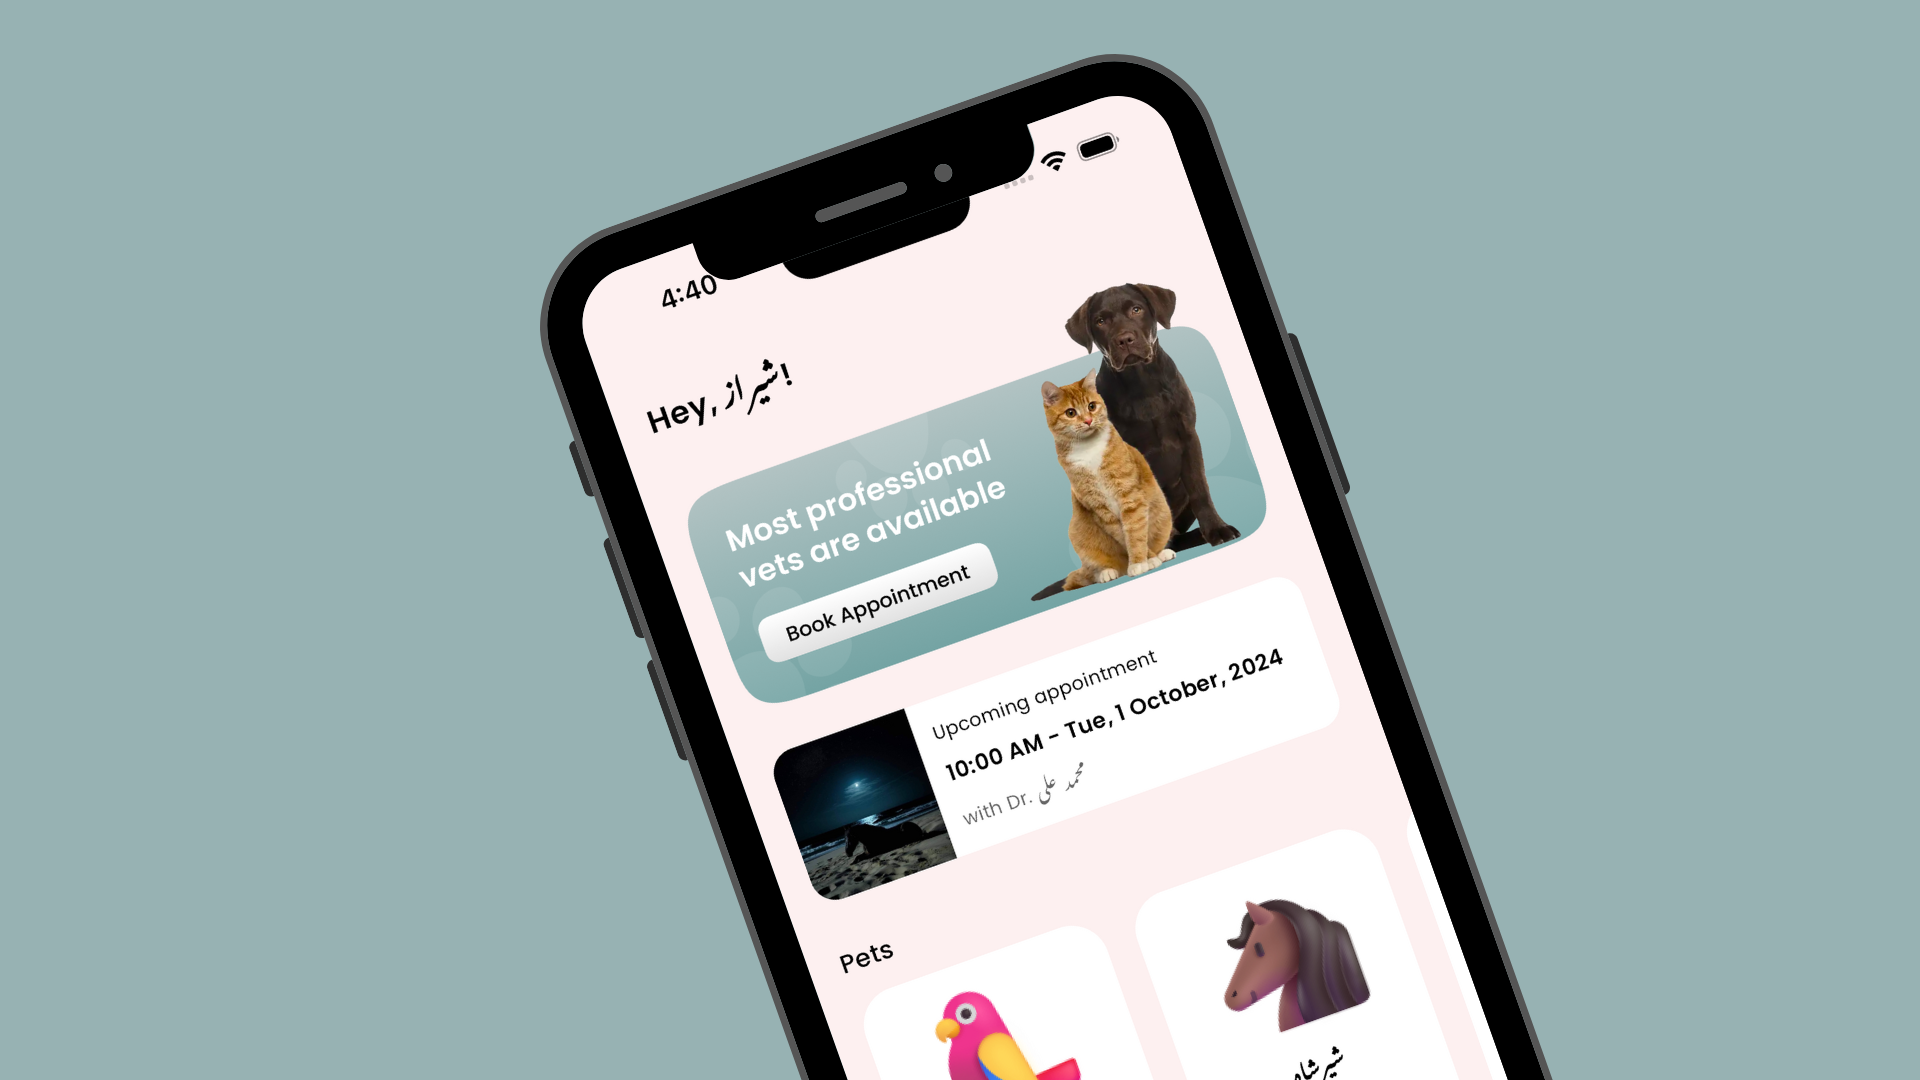 4:40
Hey, شیراز!
Most professional
vets are available
Book Appointment
Upcoming appointment
10:00 AM - Tue, 1 October, 2024
with Dr. محمد علی
Pets